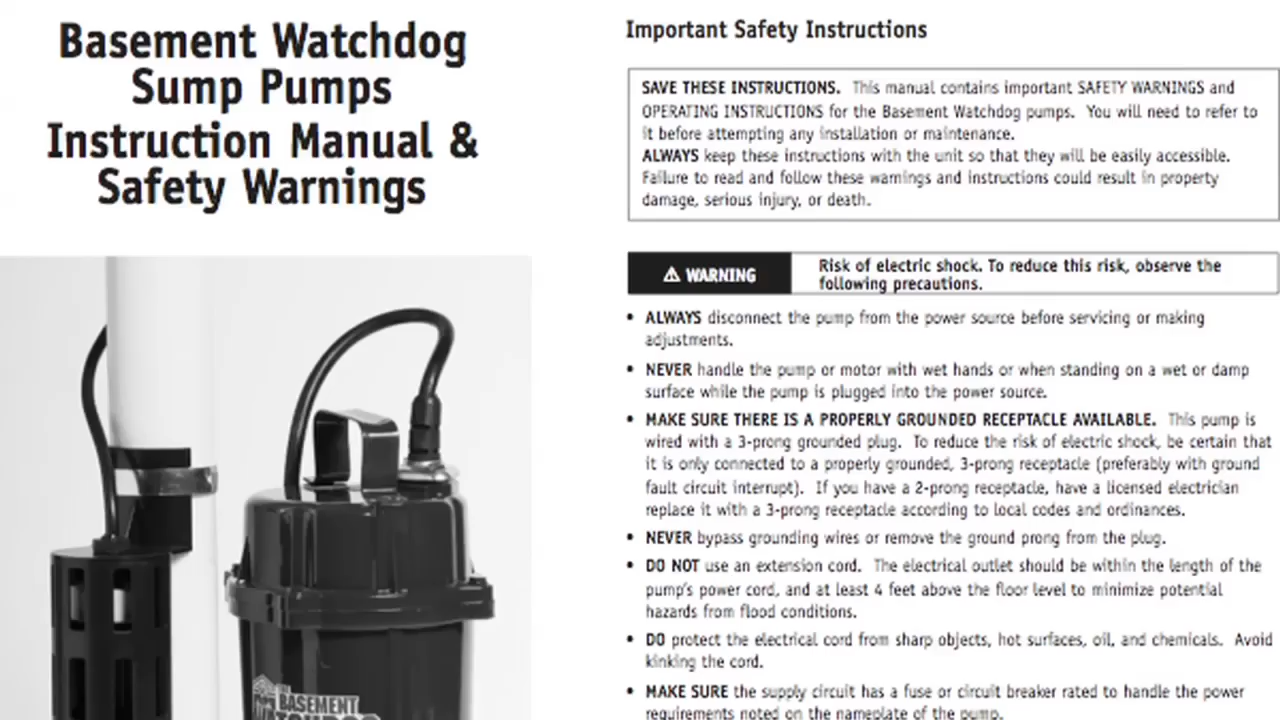 Basement Watchdog
Sump Pumps
Instruction Manual &
Safety Warnings
THE
BASEMENT
WATCHDOG
Important Safety Instructions
SAVE THESE INSTRUCTIONS. This manual contains important SAFETY WARNINGS and
OPERATING INSTRUCTIONS for the Basement Watchdog pumps. You will need to refer to
it before attempting any installation or maintenance.
ALWAYS keep these instructions with the unit so that they will be easily accessible.
Failure to read and follow these warnings and instructions could result in property
damage, serious injury, or death.
⚠ WARNING
Risk of electric shock. To reduce this risk, observe the
following precautions.
• ALWAYS disconnect the pump from the power source before servicing or making
adjustments.
• NEVER handle the pump or motor with wet hands or when standing on a wet or damp
surface while the pump is plugged into the power source.
• MAKE SURE THERE IS A PROPERLY GROUNDED RECEPTACLE AVAILABLE. This pump is
wired with a 3-prong grounded plug. To reduce the risk of electric shock, be certain that
it is only connected to a properly grounded, 3-prong receptacle (preferably with ground
fault circuit interrupt). If you have a 2-prong receptacle, have a licensed electrician
replace it with a 3-prong receptacle according to local codes and ordinances.
• NEVER bypass grounding wires or remove the ground prong from the plug.
• DO NOT use an extension cord. The electrical outlet should be within the length of the
pump's power cord, and at least 4 feet above the floor level to minimize potential
hazards from flood conditions.
• DO protect the electrical cord from sharp objects, hot surfaces, oil, and chemicals. Avoid
kinking the cord.
• MAKE SURE the supply circuit has a fuse or circuit breaker rated to handle the power
requirements noted on the nameplate of the pump.